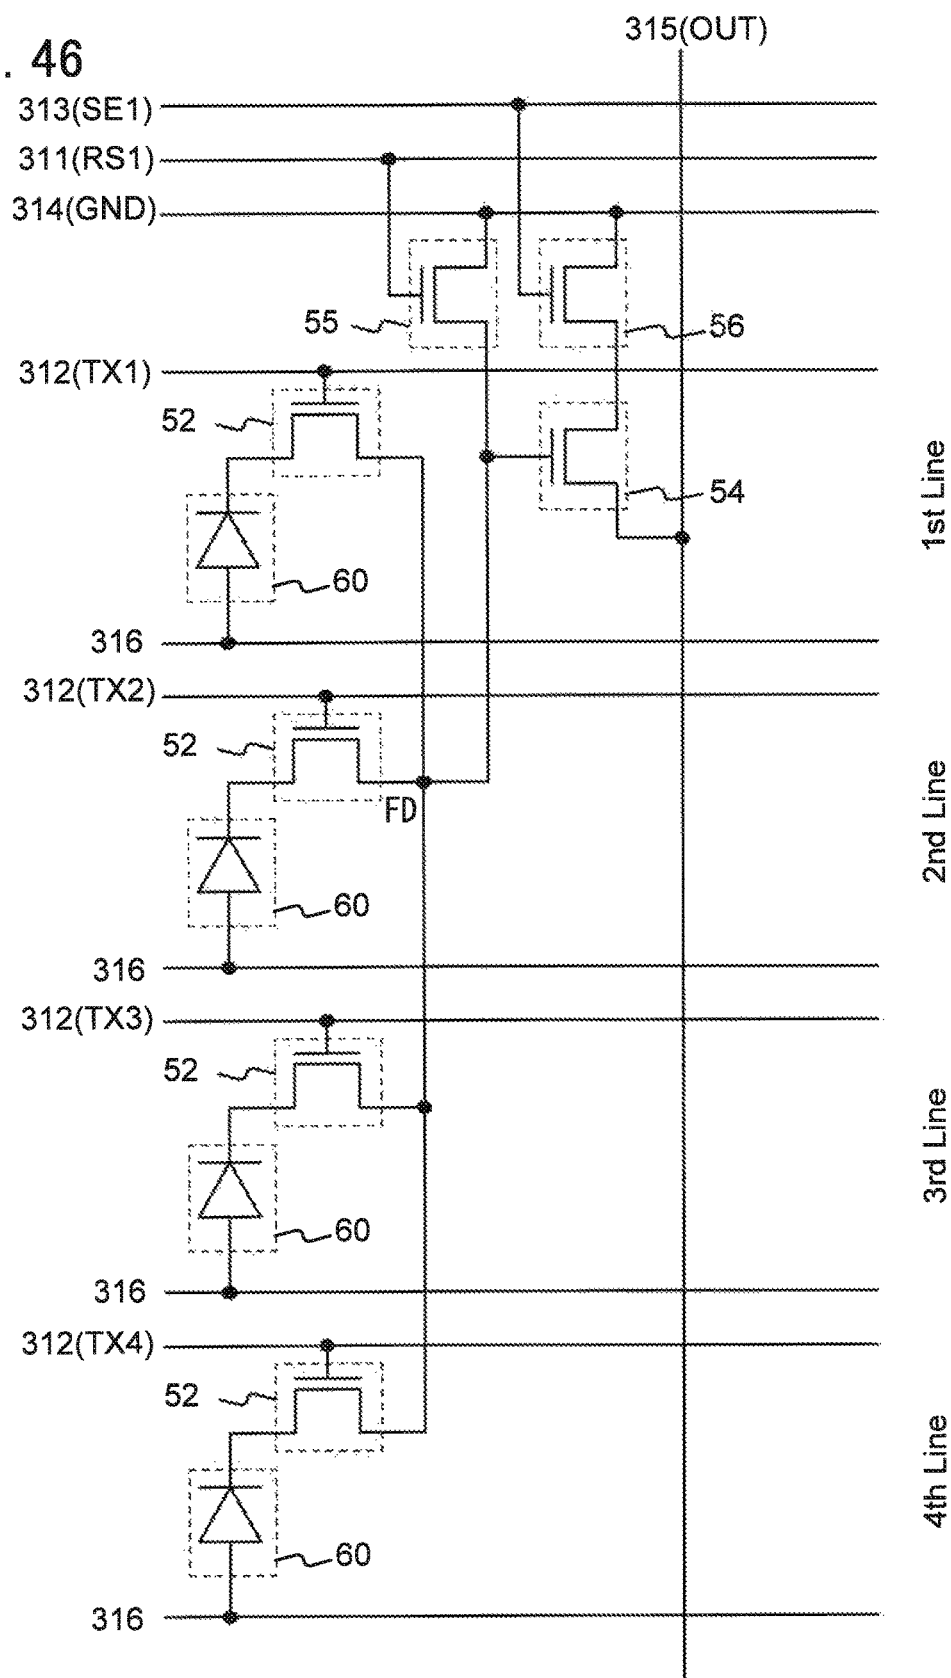 . 46
315(OUT)
313(SE1)
311(RS1)
314(GND)
55
56
312(TX1)
52
54
1st Line
60
316
312(TX2)
52
FD
2nd Line
60
316
312(TX3)
52
3rd Line
60
316
312(TX4)
52
4th Line
60
316